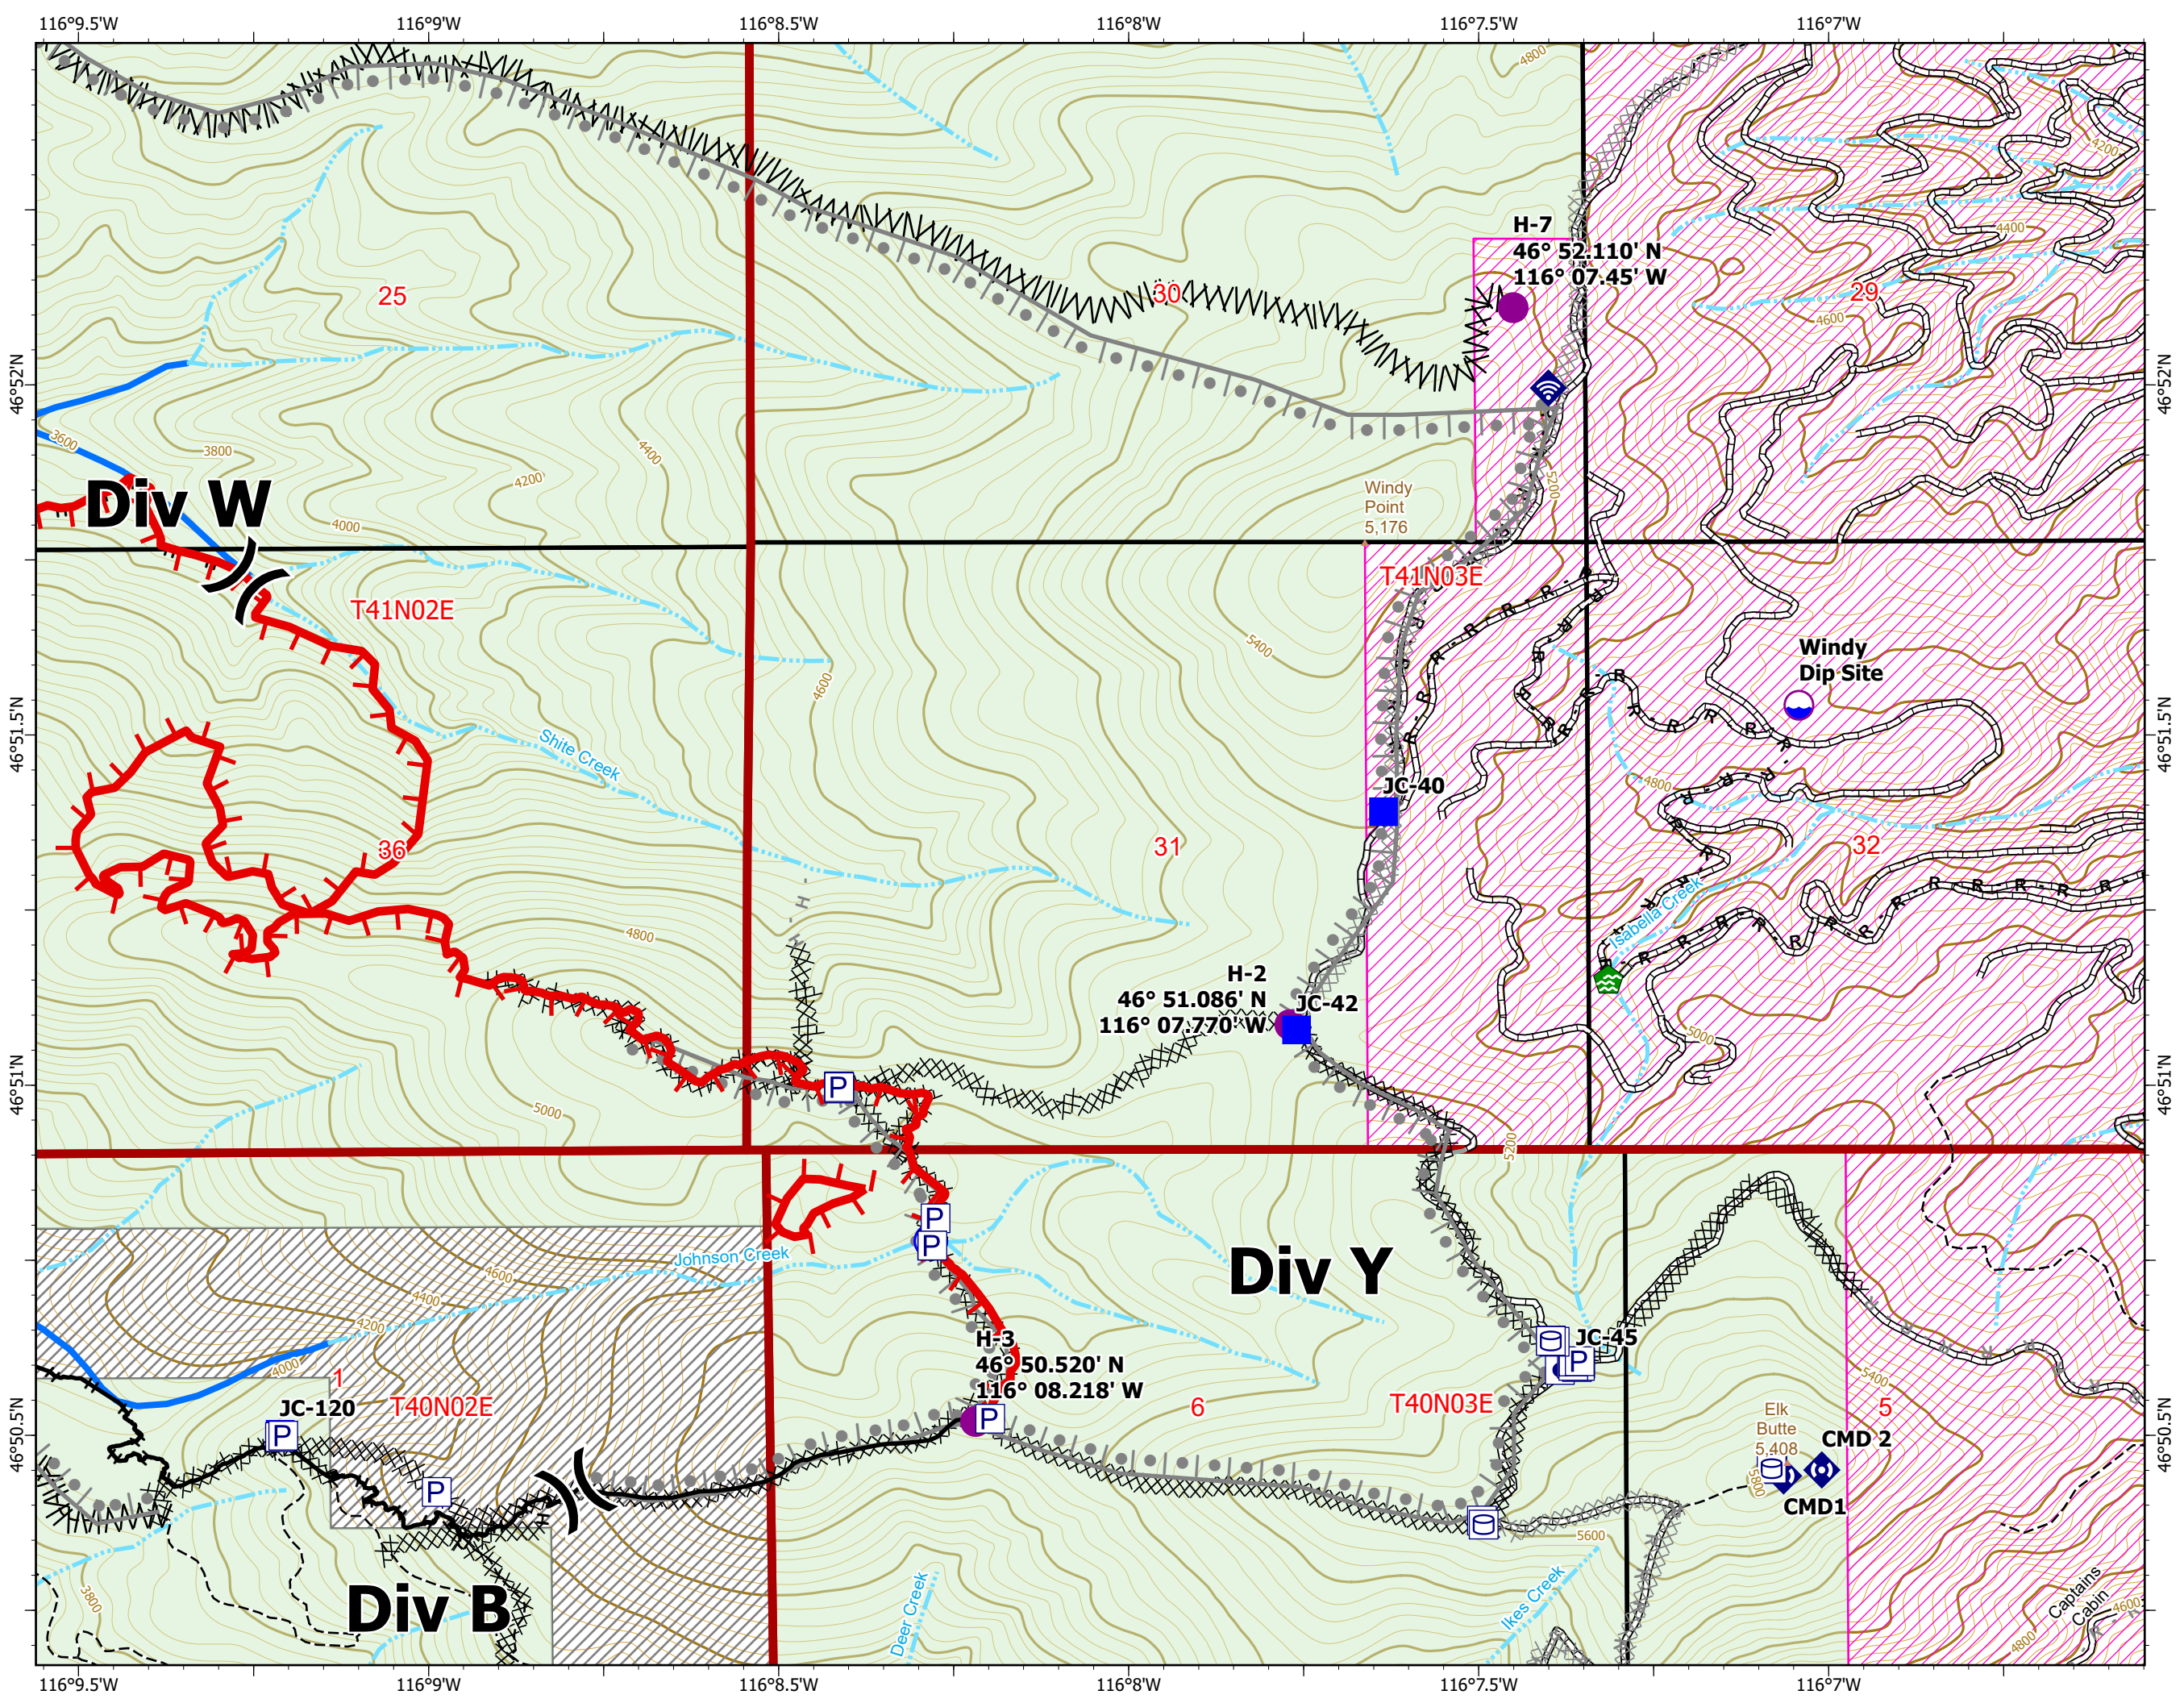 116°9.5'W 116°9'W 116°8.5'W 116°8'W 116°7.5'W 116°7'W
4800
4200
H-7
46° 52.110' N
116° 07.45' W
4400
25
30
29
4600
46°52'N
46°52'N
3600
3800
4400
4200
5200
Div W
Windy
Point
5,176
4000
T41N03E
T41N02E
R - R - R - R
5400
Windy
Dip Site
4600
46°51.5'N
46°51.5'N
Shite Creek
JC-40
4800
36
31
32
- H -
H
Isabella Creek
4800
H-2
46° 51.086' N
116° 07.770' W
JC-42
5000
46°51'N
46°51'N
P
5000
5200
P
P
Johnson Creek
Div Y
4600
4400
4200
4000
H-3
46° 50.520' N
116° 08.218' W
JC-45
P
1
T40N02E
JC-120
P
P
6
T40N03E
5400
5
Elk
Butte
5,408
CMD 2
46°50.5'N
46°50.5'N
P
5800
CMD1
H
5600
3800
Div B
Deer Creek
Ikes Creek
Captains
Cabin
4600
4800
116°9.5'W 116°9'W 116°8.5'W 116°8'W 116°7.5'W 116°7'W